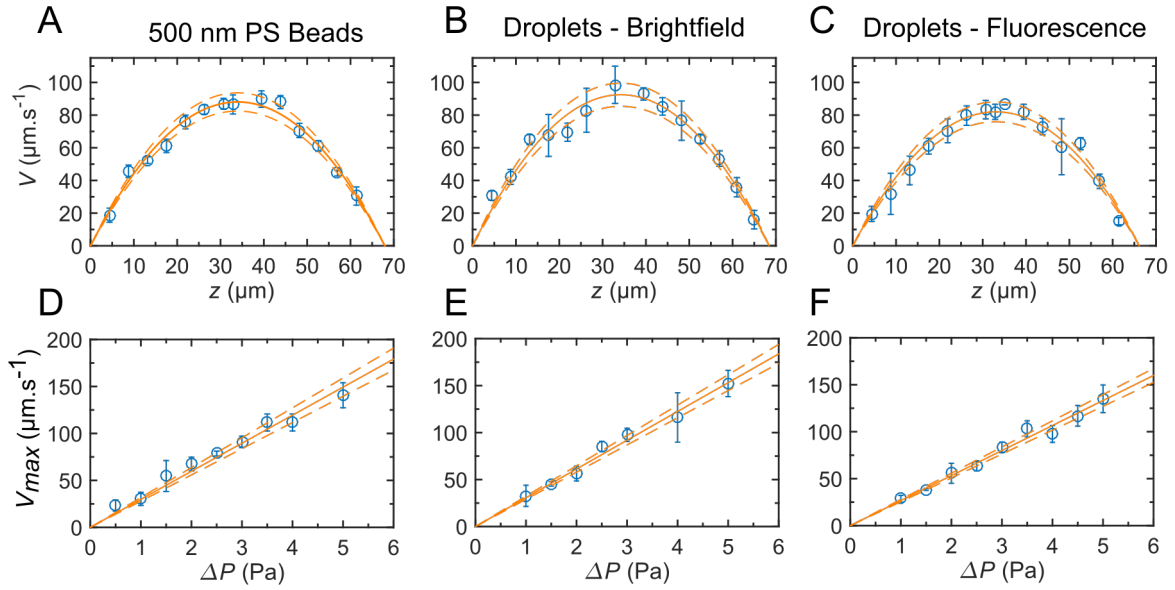 A 500 nm PS Beads
B Droplets - Brightfield
C Droplets - Fluorescence
V (µm.s⁻¹)
100
80
60
40
20
0
0 10 20 30 40 50 60 70
z (µm)
100
80
60
40
20
0
0 10 20 30 40 50 60 70
z (µm)
100
80
60
40
20
0
0 10 20 30 40 50 60 70
z (µm)
D
E
F
Vmax (µm.s⁻¹)
200
150
100
50
0
0 1 2 3 4 5 6
ΔP (Pa)
200
150
100
50
0
0 1 2 3 4 5 6
ΔP (Pa)
200
150
100
50
0
0 1 2 3 4 5 6
ΔP (Pa)